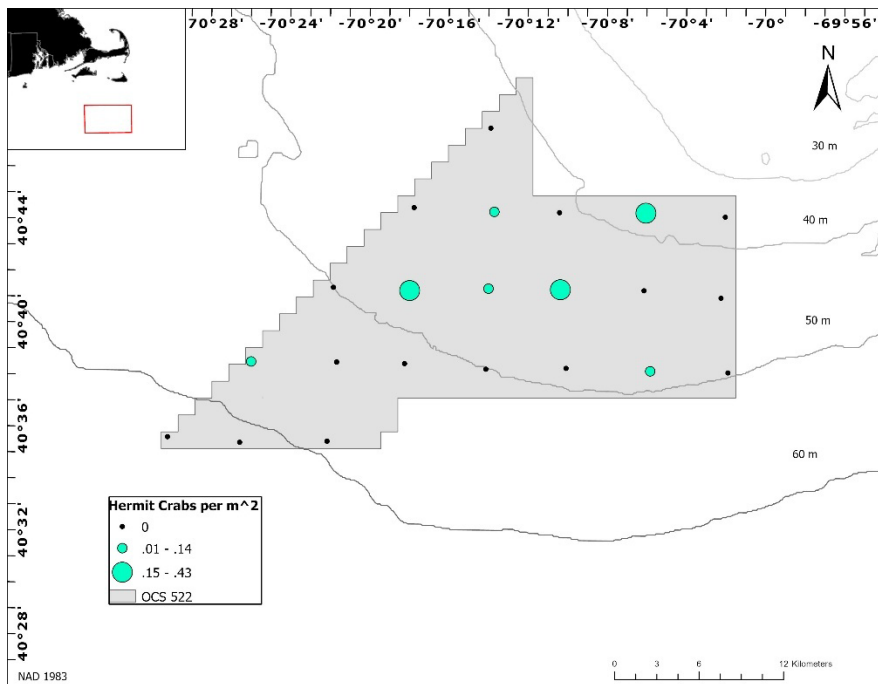 -70°28' -70°24' -70°20' -70°16' -70°12' -70°8' -70°4' -70° -69°56'
N
30 m
40°44'
40 m
40°40'
50 m
40°36'
60 m
40°32'
40°28'
Hermit Crabs per m^2
0
.01 - .14
.15 - .43
OCS 522
NAD 1983
0 3 6 12 Kilometers